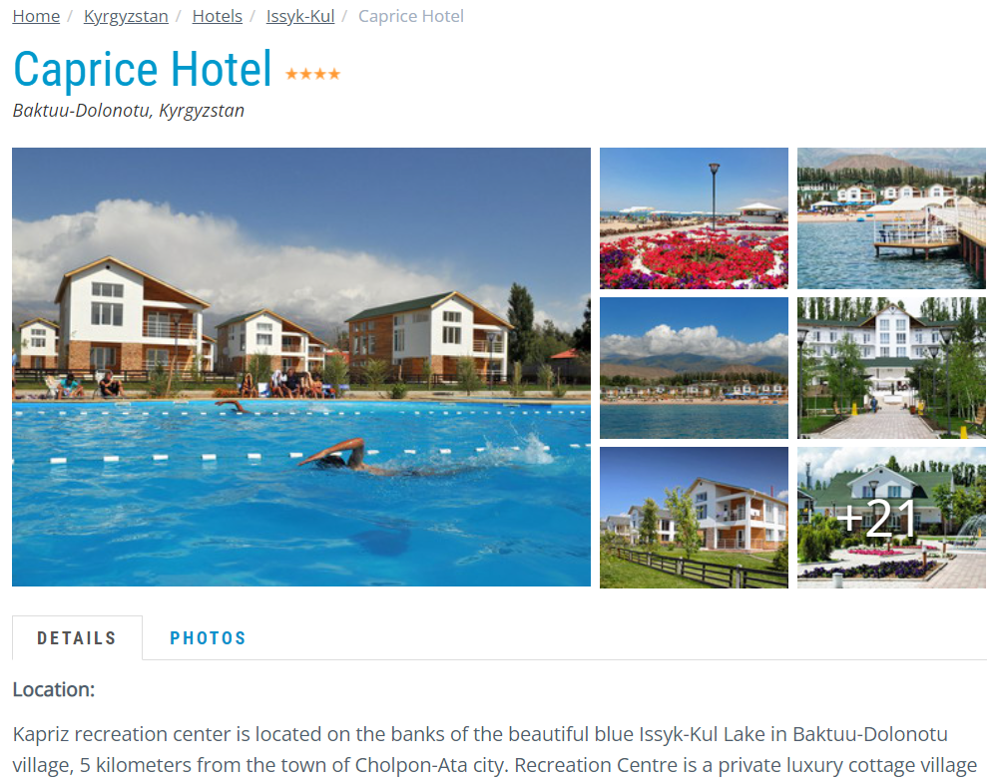 Home / Kyrgyzstan / Hotels / Issyk-Kul / Caprice Hotel
Caprice Hotel
Baktuu-Dolonotu, Kyrgyzstan
+21
DETAILS PHOTOS
Location:
Kapriz recreation center is located on the banks of the beautiful blue Issyk-Kul Lake in Baktuu-Dolonotu
village, 5 kilometers from the town of Cholpon-Ata city. Recreation Centre is a private luxury cottage village